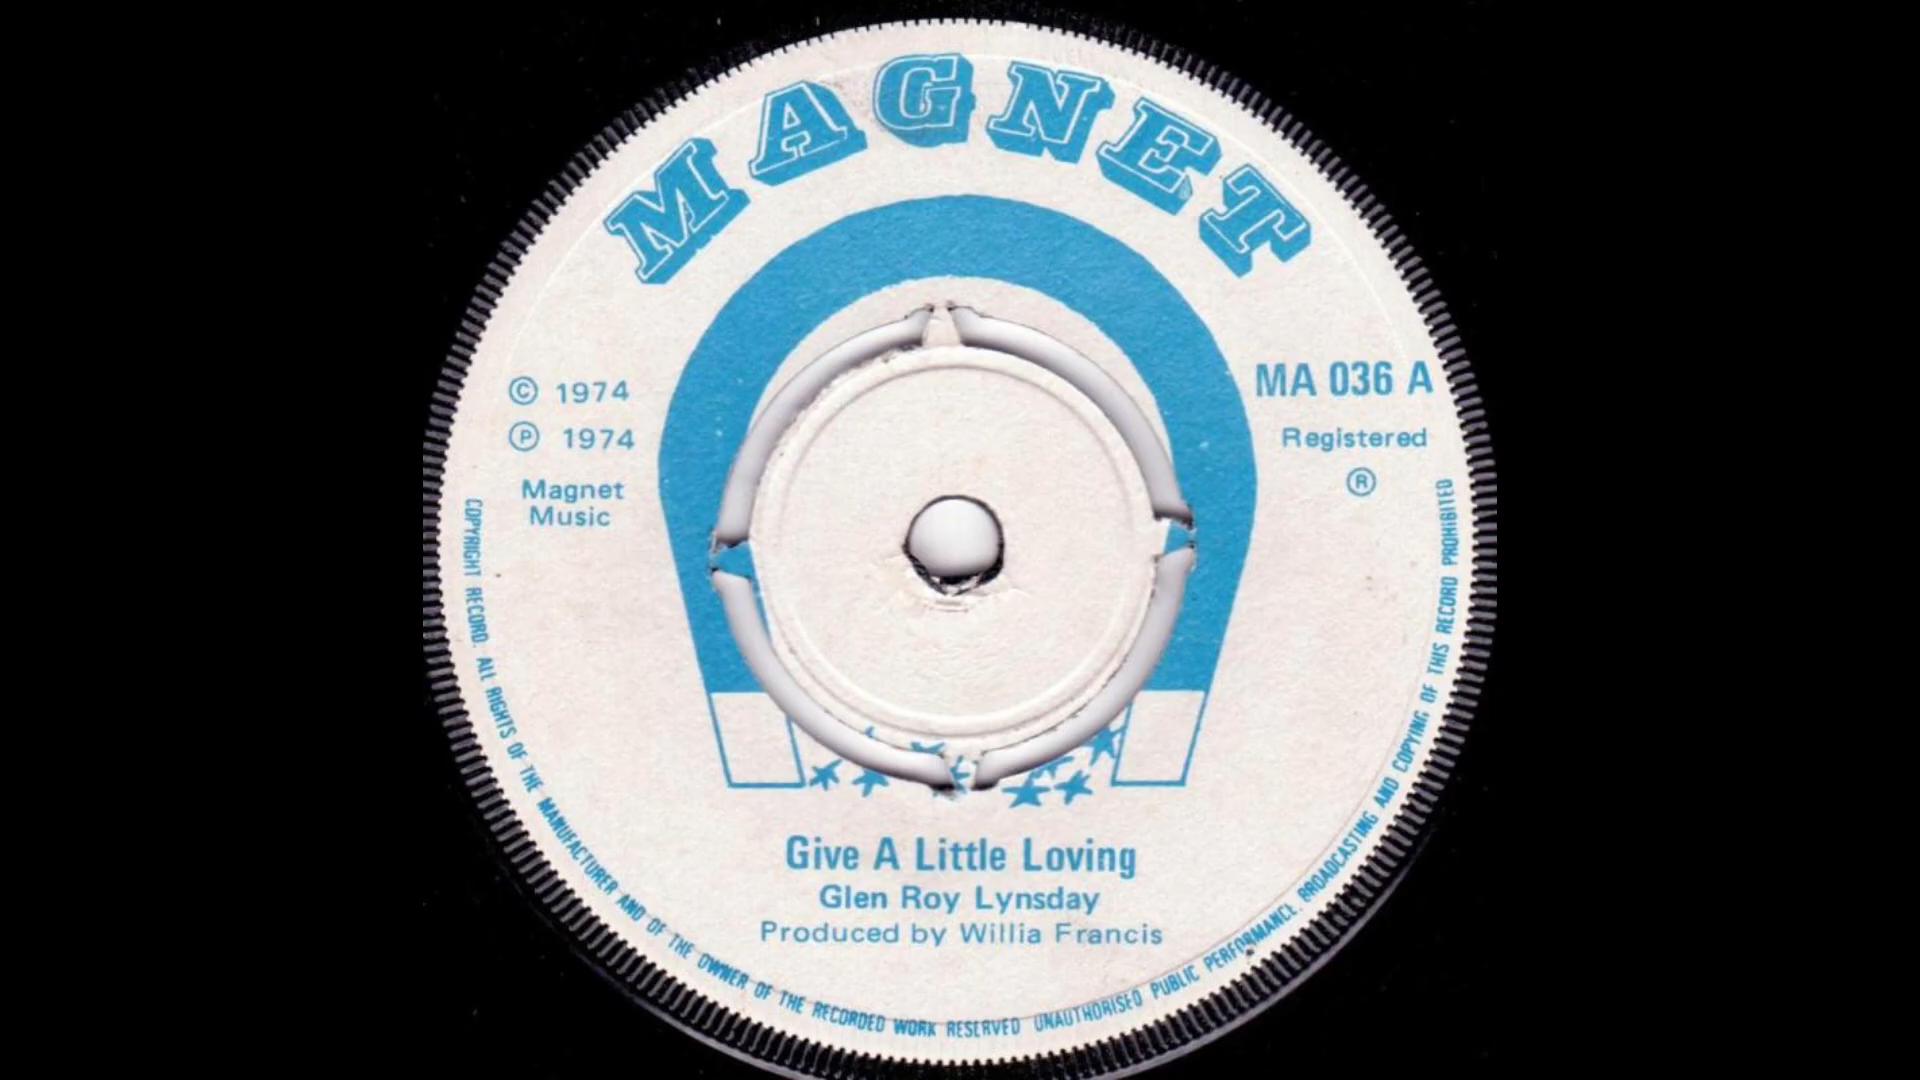 MAGNET
© 1974
℗ 1974
Magnet
Music
MA 036 A
Registered
®
Give A Little Loving
Glen Roy Lynsday
Produced by Willia Francis
COPYRIGHT RECORD. ALL RIGHTS OF THE MANUFACTURER AND OF THE OWNER OF THE RECORDED WORK RESERVED UNAUTHORISED PUBLIC PERFORMANCE. BROADCASTING AND COPYING OF THIS RECORD PROHIBITED